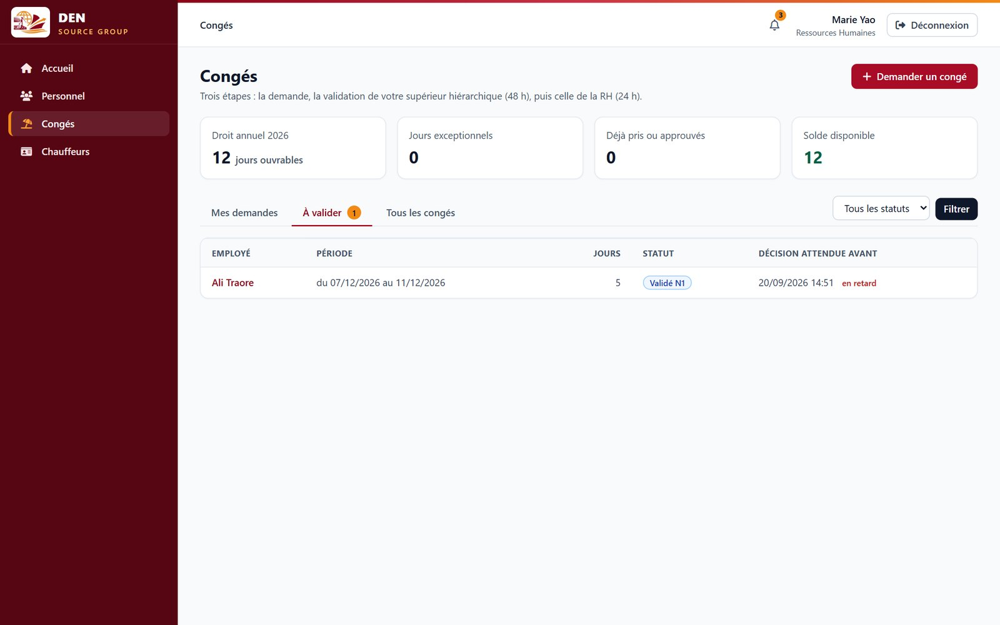 DEN
SOURCE GROUP
Accueil
Personnel
Congés
Chauffeurs
Congés
3
Marie Yao
Ressources Humaines
Déconnexion
Congés
Trois étapes : la demande, la validation de votre supérieur hiérarchique (48 h), puis celle de la RH (24 h).
+ Demander un congé
Droit annuel 2026
12 jours ouvrables
Jours exceptionnels
0
Déjà pris ou approuvés
0
Solde disponible
12
Mes demandes À valider 1 Tous les congés
Tous les statuts Filtrer
EMPLOYÉ PÉRIODE JOURS STATUT DÉCISION ATTENDUE AVANT
Ali Traore du 07/12/2026 au 11/12/2026 5 Validé N1 20/09/2026 14:51 en retard